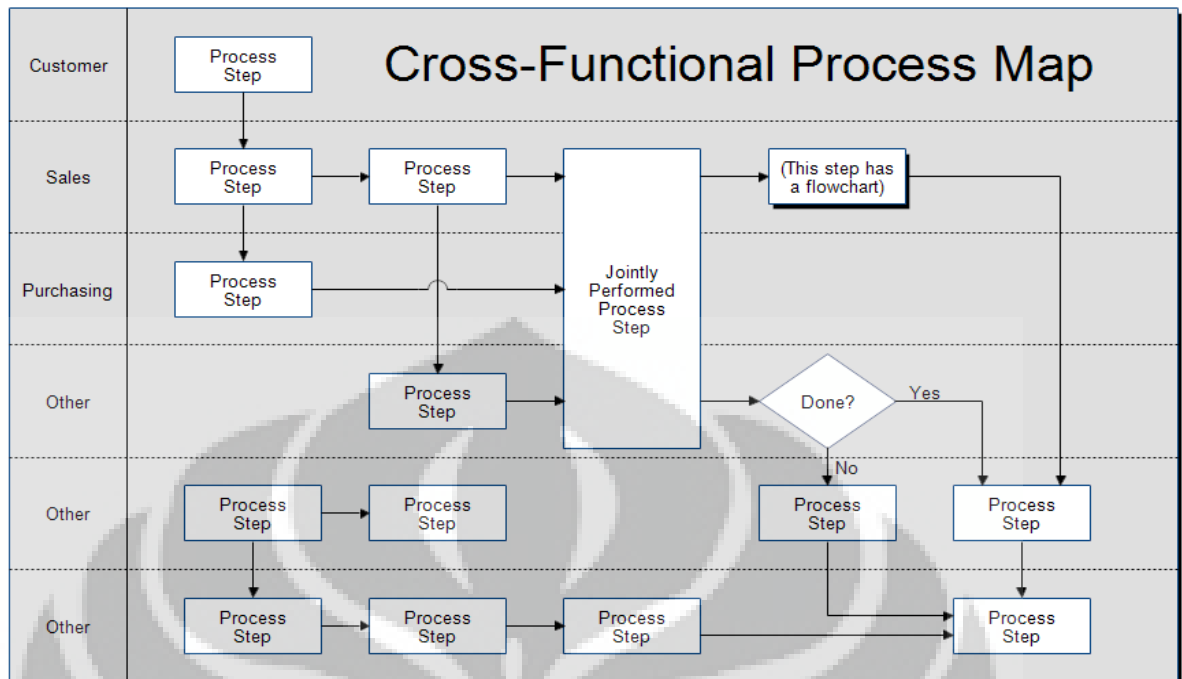 Cross-Functional Process Map
Customer
Process
Step
Sales
Process
Step
Process
Step
(This step has
a flowchart)
Purchasing
Process
Step
Jointly
Performed
Process
Step
Other
Process
Step
Done?
Yes
No
Other
Process
Step
Process
Step
Process
Step
Process
Step
Other
Process
Step
Process
Step
Process
Step
Process
Step